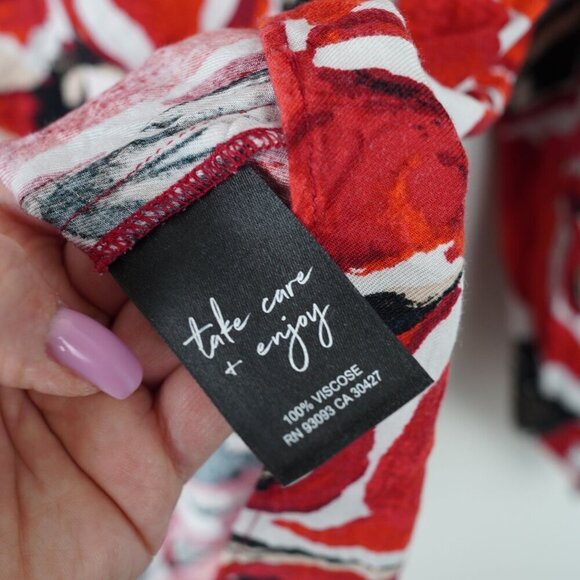 take care
+ enjoy
100% VISCOSE
RN 93093 CA 30427